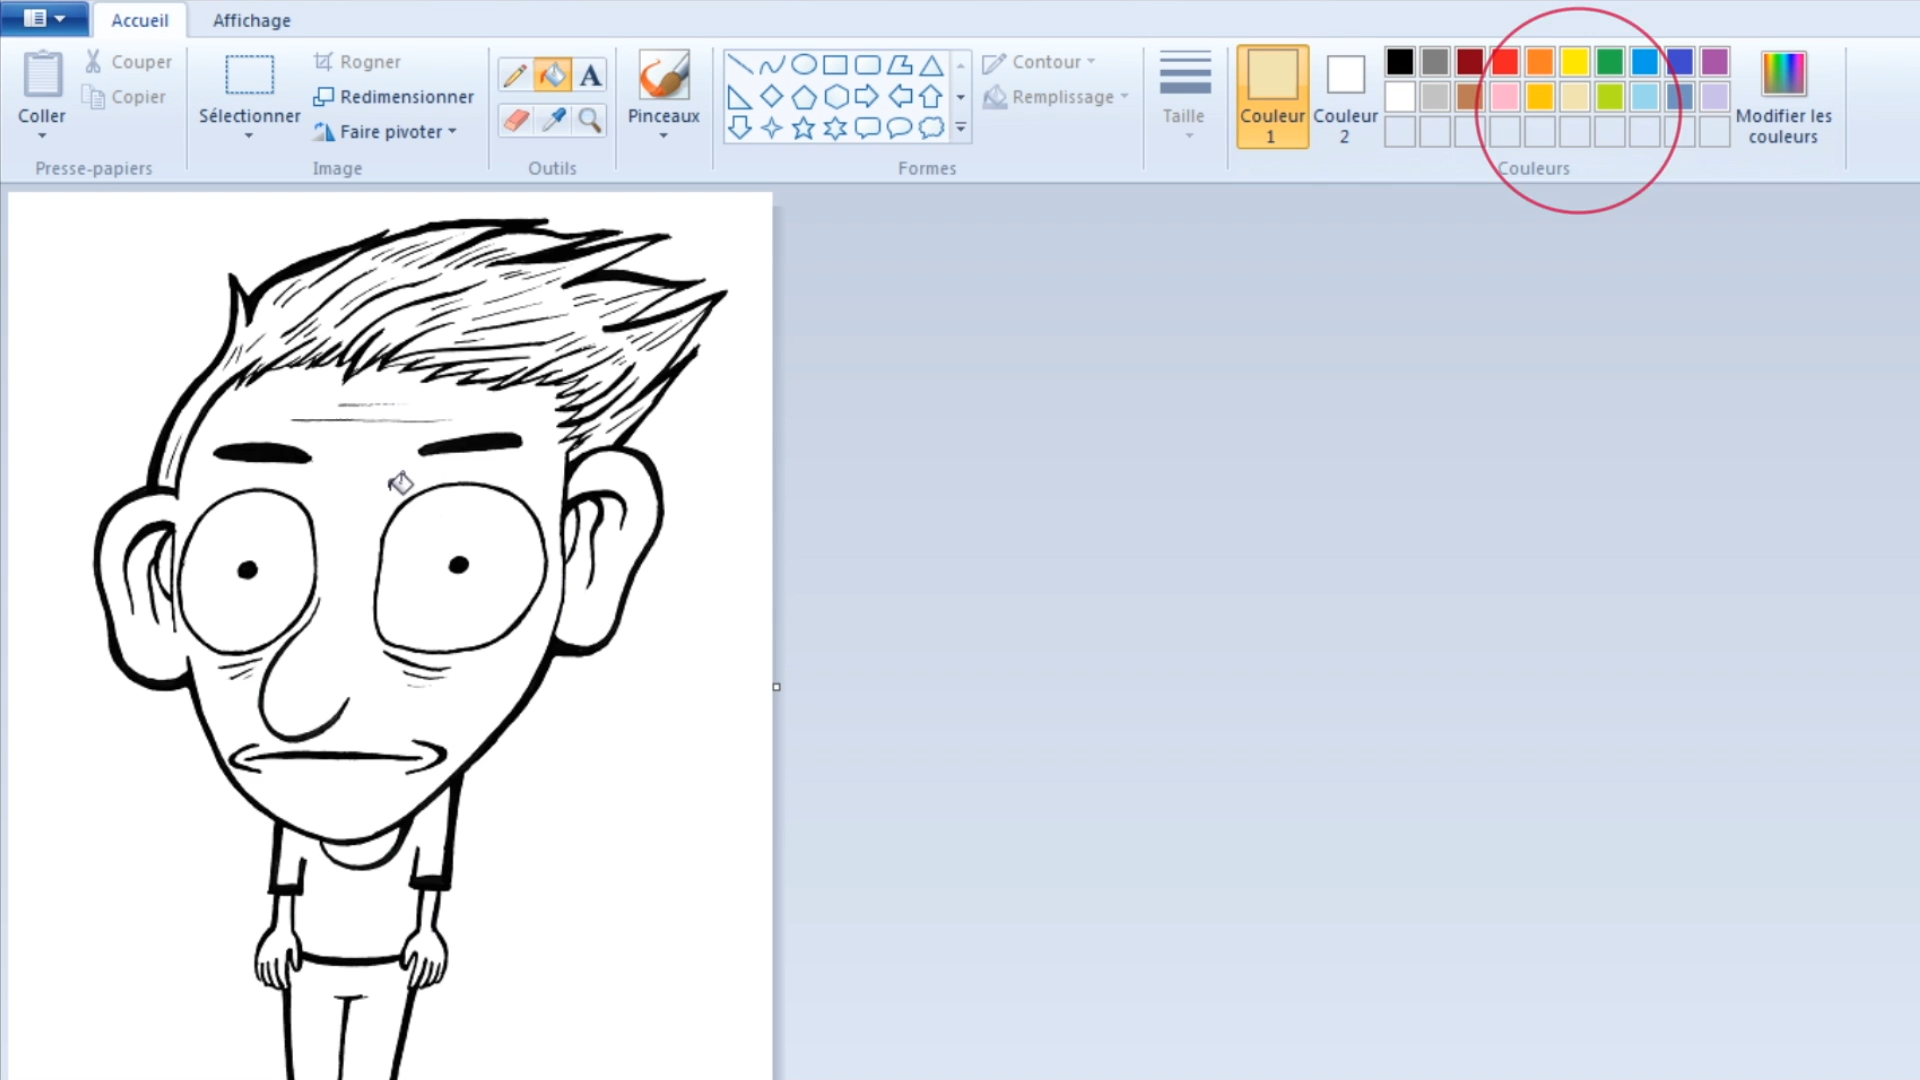 Accueil
Affichage
Coller
Couper
Copier
Presse-papiers
Sélectionner
Rogner
Redimensionner
Faire pivoter
Image
A
Outils
Pinceaux
Formes
Contour
Remplissage
Taille
Couleur
1
Couleur
2
Couleurs
Modifier les
couleurs